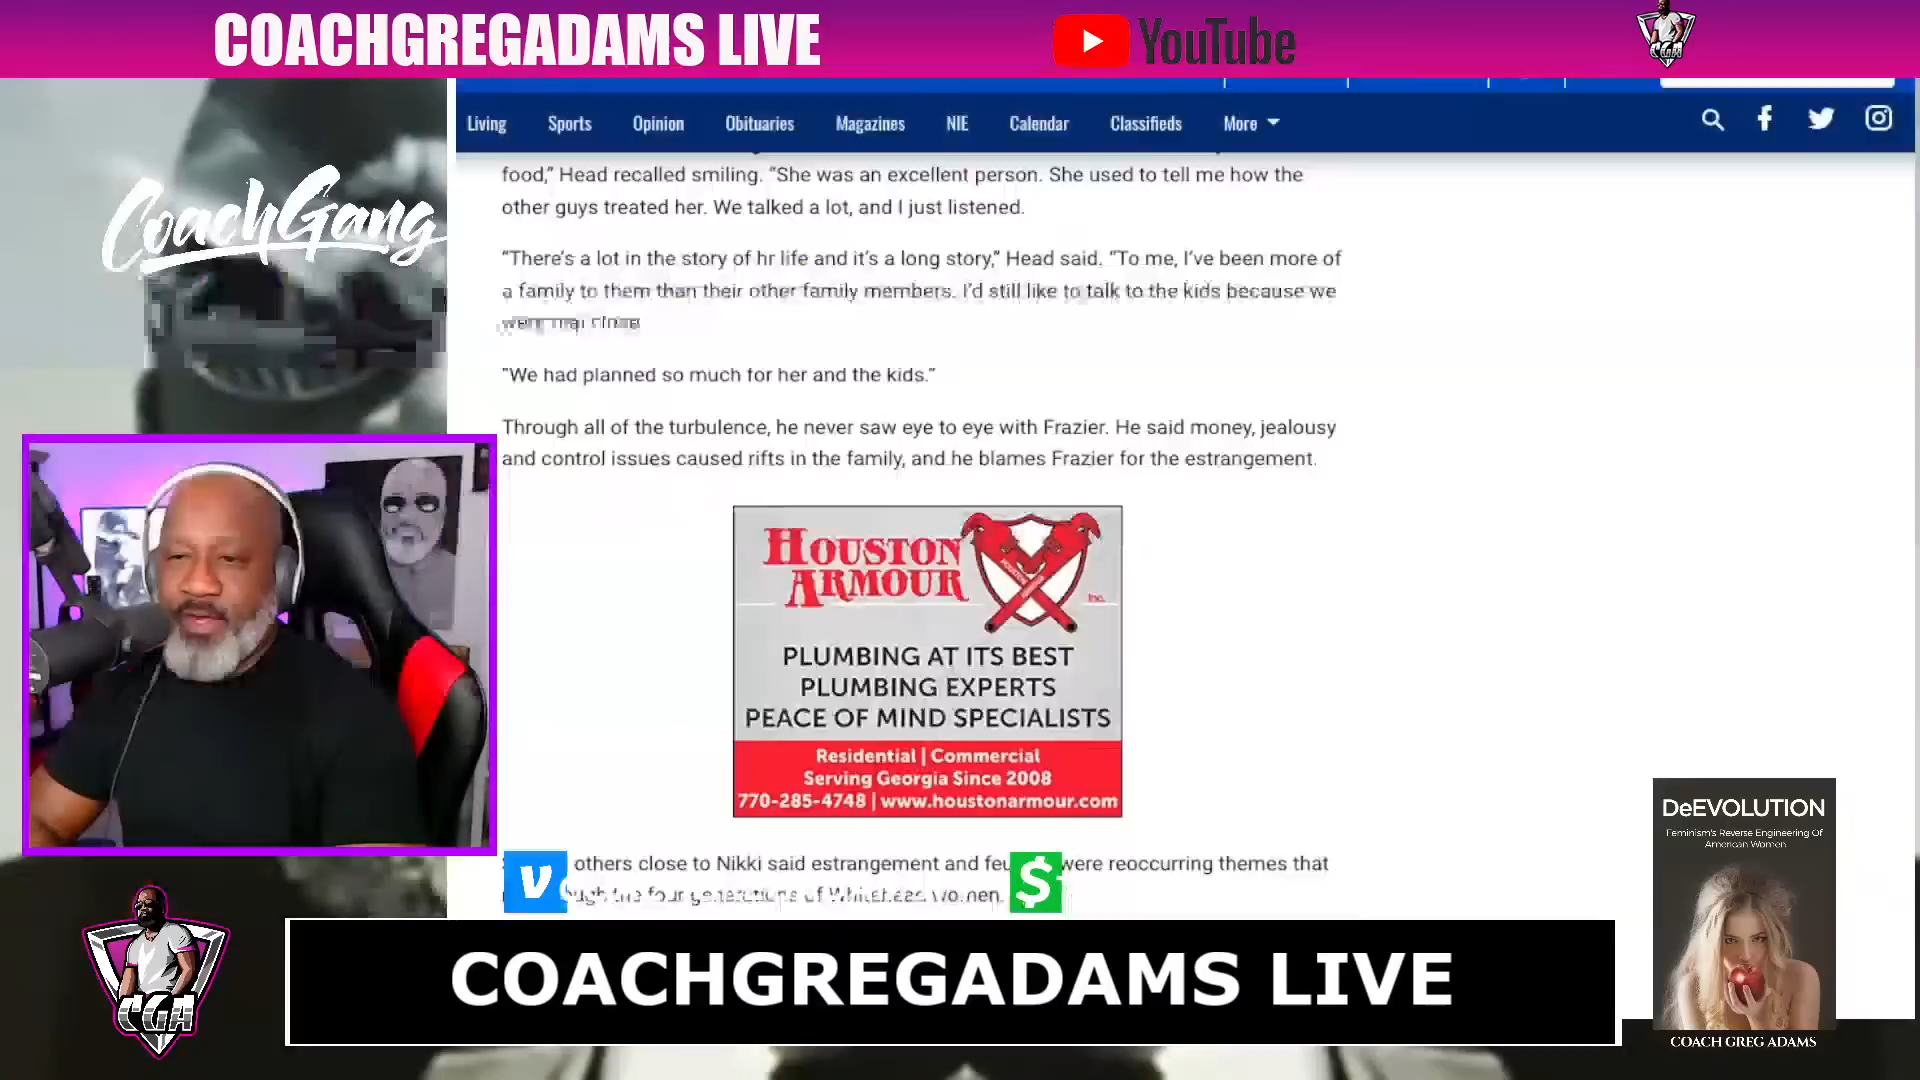 COACHGREGADAMS LIVE
YouTube
CGA
Living Sports Opinion Obituaries Magazines NIE Calendar Classifieds More
CoachGang
food,” Head recalled smiling. “She was an excellent person. She used to tell me how the
other guys treated her. We talked a lot, and I just listened.
“There’s a lot in the story of hr life and it’s a long story,” Head said. “To me, I’ve been more of
a family to them than their other family members. I’d still like to talk to the kids because we
"We had planned so much for her and the kids.”
Through all of the turbulence, he never saw eye to eye with Frazier. He said money, jealousy
and control issues caused rifts in the family, and he blames Frazier for the estrangement.
HOUSTON
ARMOUR
Inc.
PLUMBING AT ITS BEST
PLUMBING EXPERTS
PEACE OF MIND SPECIALISTS
Residential | Commercial
Serving Georgia Since 2008
770-285-4748 | www.houstonarmour.com
others close to Nikki said estrangement and were reoccurring themes that
four generations of women.
COACHGREGADAMS LIVE
CGA
DeEVOLUTION
Feminism's Reverse Engineering Of
American Women
COACH GREG ADAMS